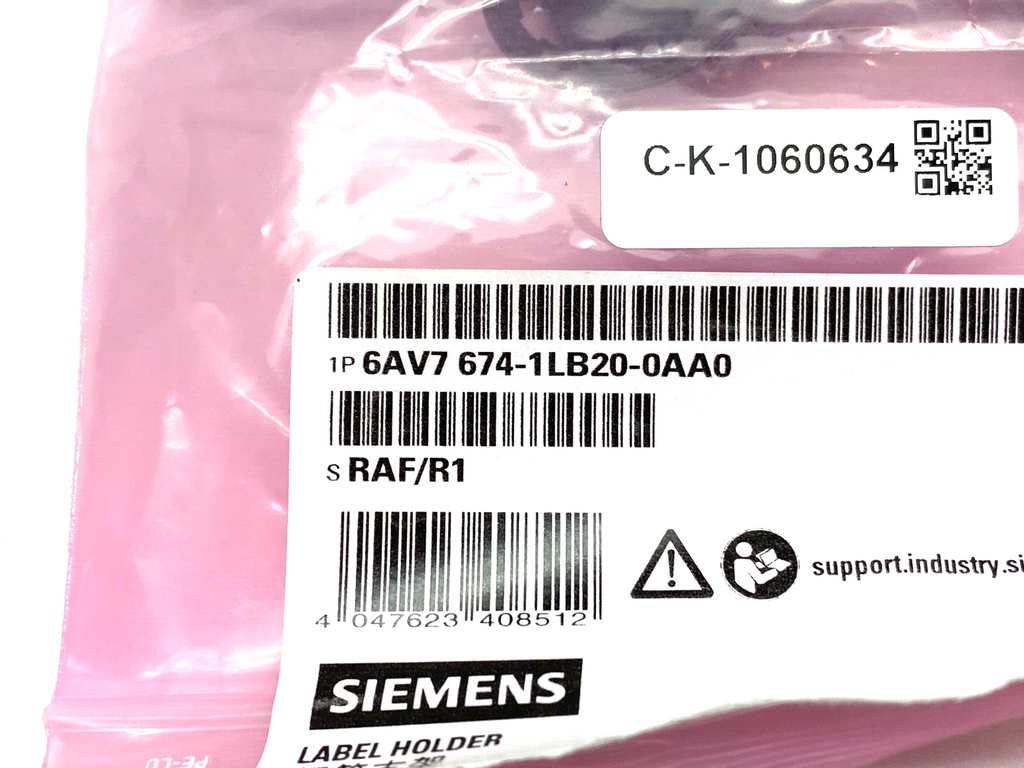 C-K-1060634
1P 6AV7 674-1LB20-0AA0
S RAF/R1
4 047623 408512
support.industry.si
SIEMENS
LABEL HOLDER